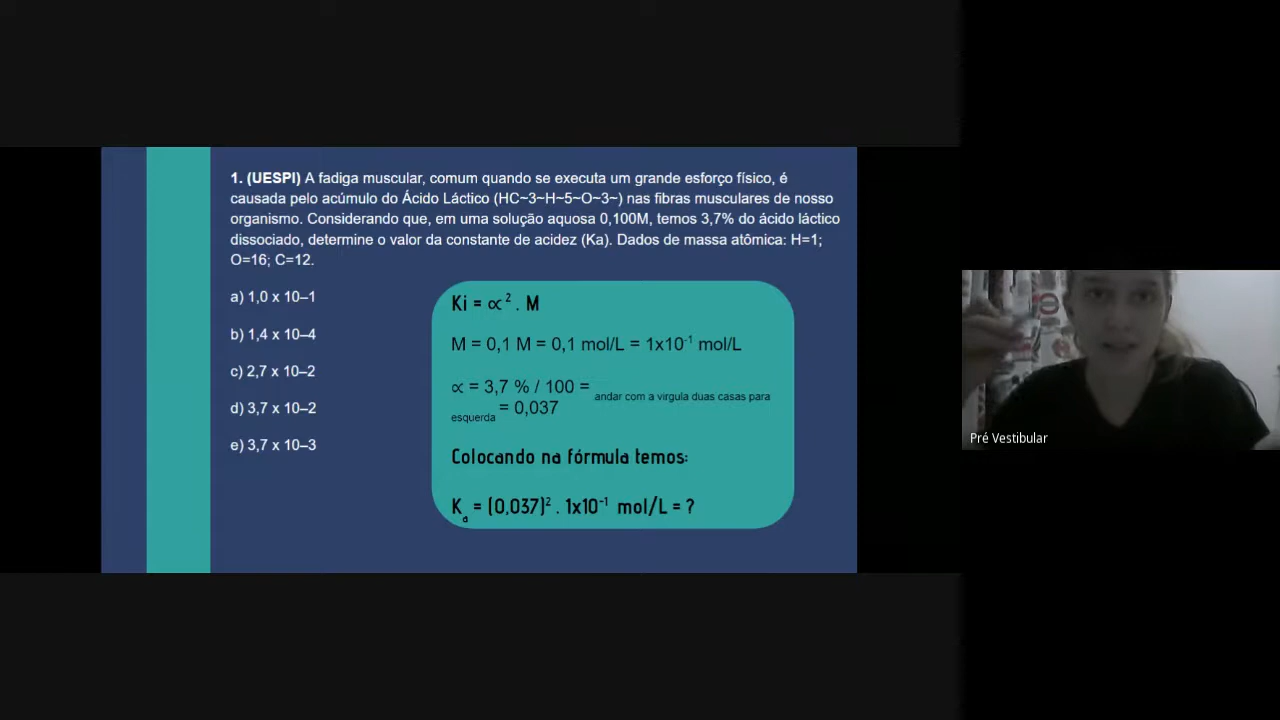 1. (UESPI) A fadiga muscular, comum quando se executa um grande esforço físico, é
causada pelo acúmulo do Ácido Láctico (HC~3~H~5~O~3~) nas fibras musculares de nosso
organismo. Considerando que, em uma solução aquosa 0,100M, temos 3,7% do ácido láctico
dissociado, determine o valor da constante de acidez (Ka). Dados de massa atômica: H=1;
O=16; C=12.
a) 1,0 x 10–1
b) 1,4 x 10–4
c) 2,7 x 10–2
d) 3,7 x 10–2
e) 3,7 x 10–3
Ki = ∝² . M
M = 0,1 M = 0,1 mol/L = 1x10⁻¹ mol/L
∝ = 3,7 % / 100 = andar com a virgula duas casas para
esquerda = 0,037
Colocando na fórmula temos:
Kₐ = (0,037)² . 1x10⁻¹ mol/L = ?
Pré Vestibular